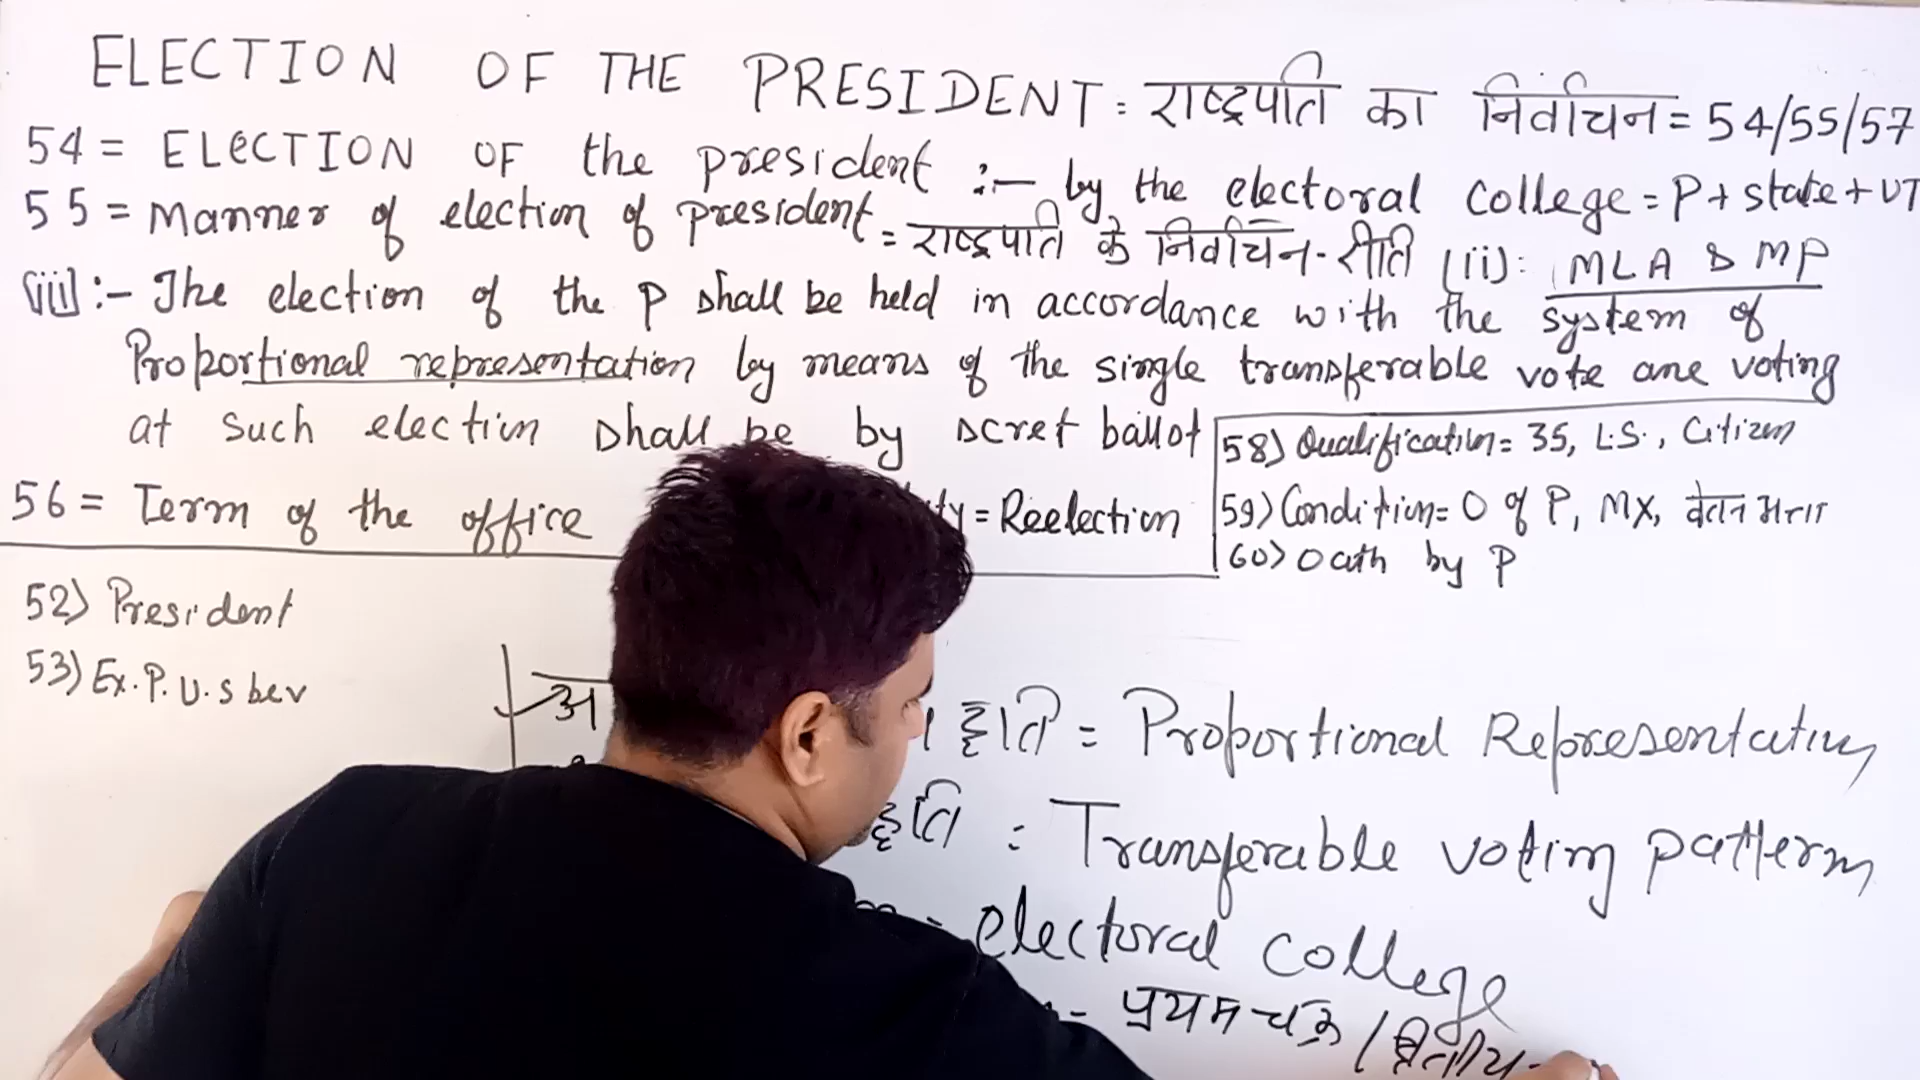 ELECTION OF THE PRESIDENT = राष्ट्रपति का निर्वाचन = 54/55/57
54 = ELeCTION OF the president :- by the electoral College = P + state + UT
55 = Manner of election of president = राष्ट्रपति के निर्वाचन - रीति (ii): MLA & MP
(iii) :- The election of the P shall be held in accordance with the system of
Proportional representation by means of the single transferable vote ane voting
at such election shall be by scret ballot
56 = Term of the office = Reelection
58) Qualification = 35, L.S., Citizen
59) Condition = O of P, MX, वेतन भत्ता
60) Oath by P
52) President
53) Ex. P. U. S
= Proportional Representation
= Transferable voting pattern
= electoral college
= प्रथम चक्र / द्वितीय